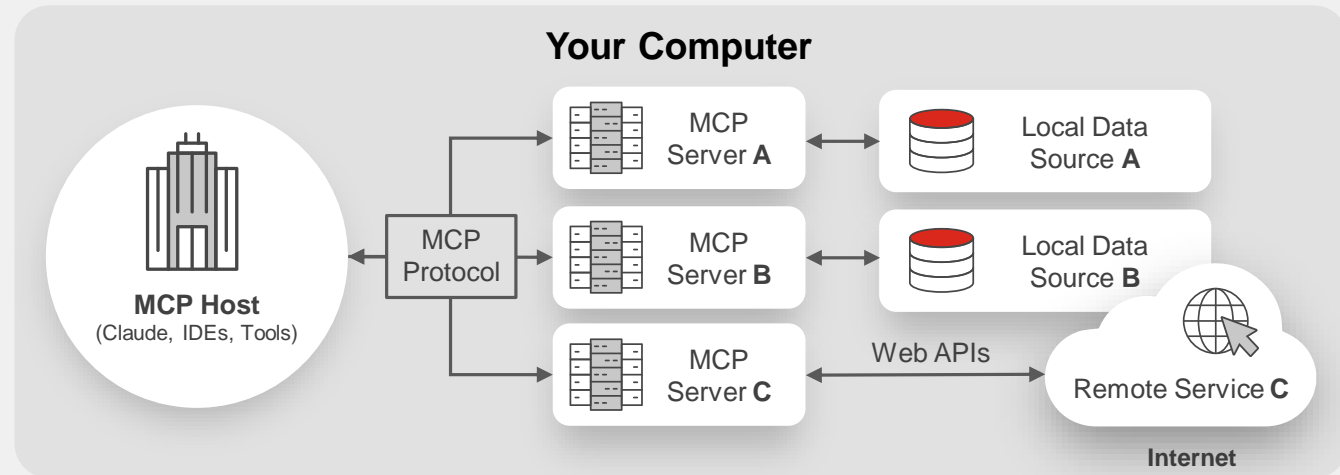 Your Computer
MCP Host
(Claude, IDEs, Tools)
MCP
Protocol
MCP
Server A
Local Data
Source A
MCP
Server B
Local Data
Source B
MCP
Server C
Web APIs
Remote Service C
Internet